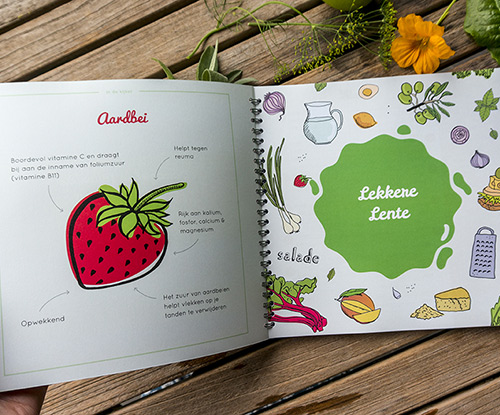 Aardbei
Boordevol vitamine C en draagt
bij aan de inname van foliumzuur
(vitamine B11)
Helpt tegen
reuma
Rijk aan kalium,
fosfor, calcium &
magnesium
Het zuur van aardbeien
helpt vlekken op je
tanden te verwijderen
Opwekkend
Lekkere
Lente
salade